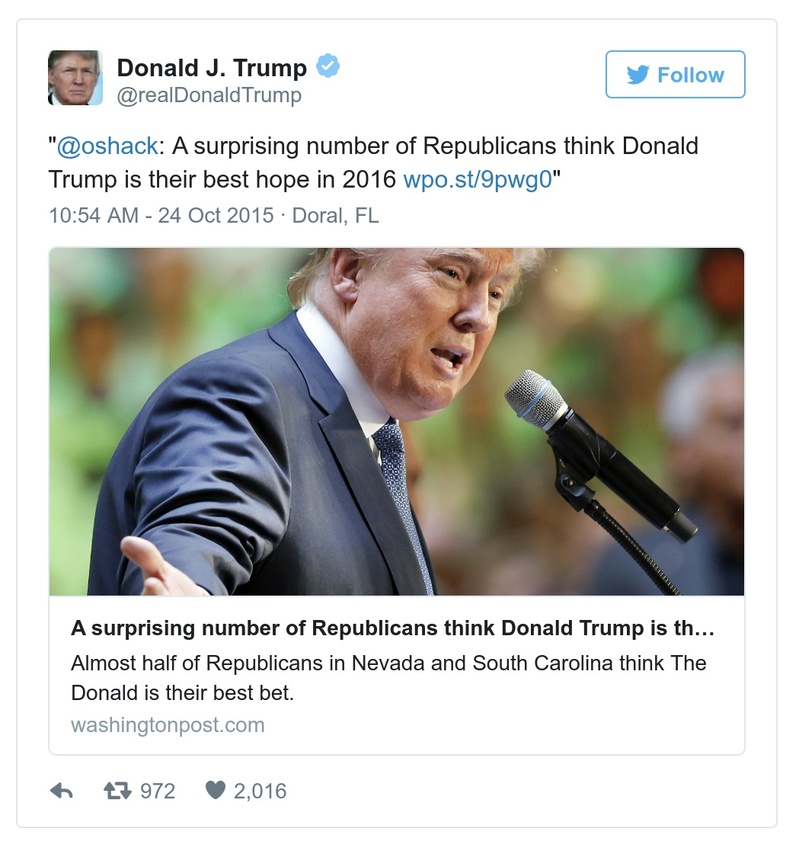 Donald J. Trump
@realDonaldTrump
Follow
"@oshack: A surprising number of Republicans think Donald
Trump is their best hope in 2016 wpo.st/9pwg0"
10:54 AM - 24 Oct 2015 · Doral, FL
A surprising number of Republicans think Donald Trump is th…
Almost half of Republicans in Nevada and South Carolina think The
Donald is their best bet.
washingtonpost.com
972 2,016